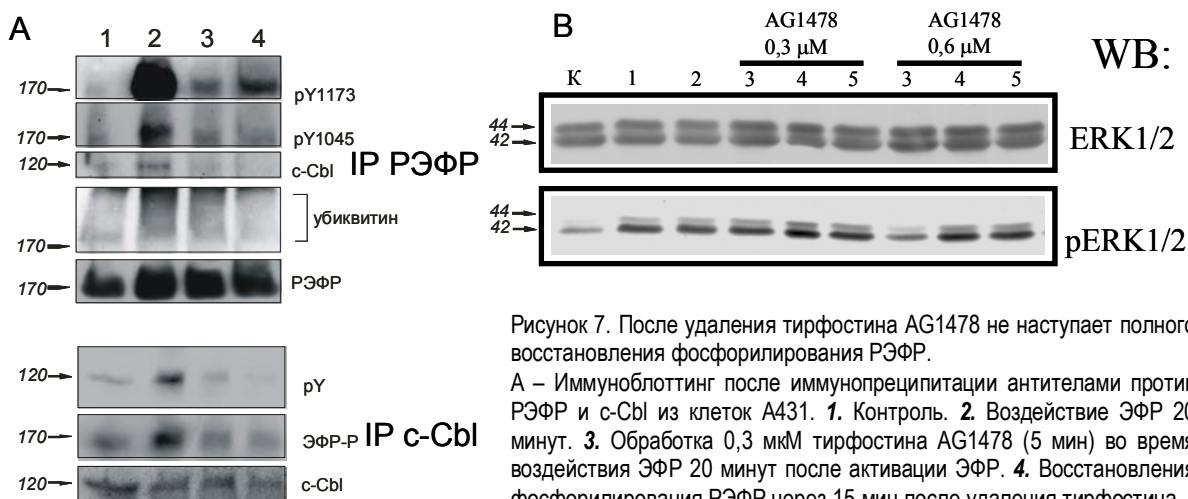 A
1 2 3 4
170 pY1173
170 pY1045
120 c-Cbl
IP РЭФР
убиквитин
170
170 РЭФР
120 pY
170 ЭФР-Р
IP c-Cbl
120 c-Cbl
B
AG1478 AG1478
0,3 μM 0,6 μM
WB:
К 1 2 3 4 5 3 4 5
44
42
ERK1/2
44
42
pERK1/2
Рисунок 7. После удаления тирфостина AG1478 не наступает полного
восстановления фосфорилирования РЭФР.
А – Иммуноблоттинг после иммунопреципитации антителами против
РЭФР и c-Cbl из клеток А431. 1. Контроль. 2. Воздействие ЭФР 20
минут. 3. Обработка 0,3 мкМ тирфостина AG1478 (5 мин) во время
воздействия ЭФР 20 минут после активации ЭФР. 4. Восстановления
фосфорилирования РЭФР через 15 мин после удаления тирфостина